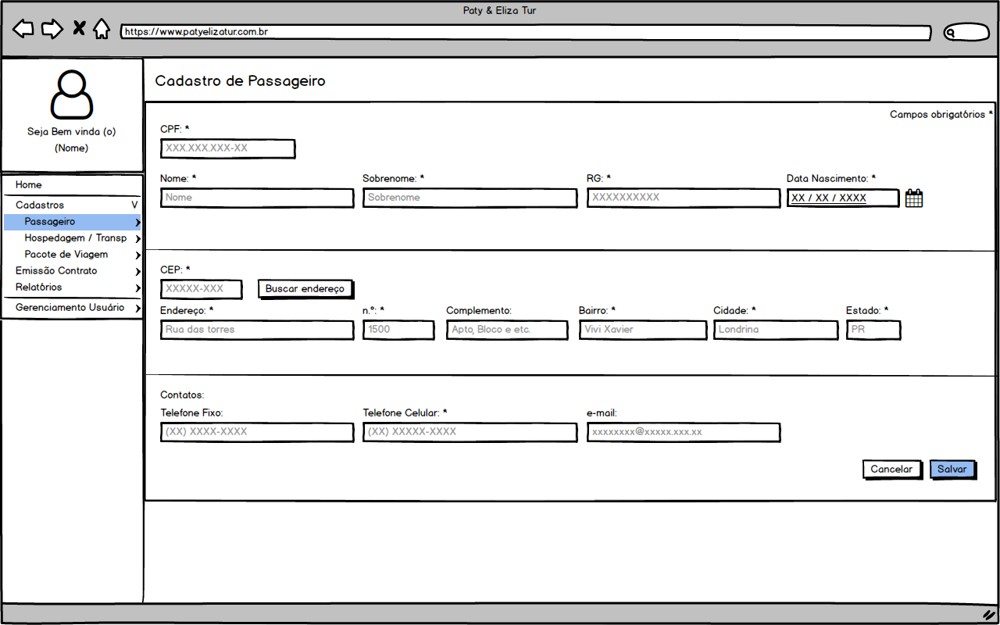 Paty & Eliza Tur
https://www.patyelizatur.com.br
Seja Bem vinda (o)
(Nome)
Home
Cadastros V
Passageiro
Hospedagem / Transp
Pacote de Viagem
Emissão Contrato
Relatórios
Gerenciamento Usuário
Cadastro de Passageiro
Campos obrigatórios *
CPF: *
XXX.XXX.XXX-XX
Nome: * Sobrenome: * RG: * Data Nascimento: *
Nome Sobrenome XXXXXXXXXX XX / XX / XXXX
CEP: *
XXXXX-XXX Buscar endereço
Endereço: * n.º: * Complemento: Bairro: * Cidade: * Estado: *
Rua das torres 1500 Apto, Bloco e etc. Vivi Xavier Londrina PR
Contatos:
Telefone Fixo: Telefone Celular: * e-mail:
(XX) XXXX-XXXX (XX) XXXXX-XXXX xxxxxxxx@xxxxx.xxx.xx
Cancelar Salvar